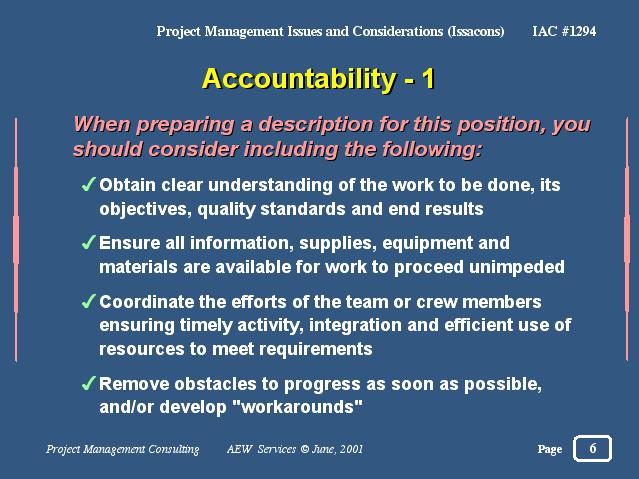 Project Management Issues and Considerations (Issacons) IAC #1294
Accountability - 1
When preparing a description for this position, you
should consider including the following:
✓ Obtain clear understanding of the work to be done, its
objectives, quality standards and end results
✓ Ensure all information, supplies, equipment and
materials are available for work to proceed unimpeded
✓ Coordinate the efforts of the team or crew members
ensuring timely activity, integration and efficient use of
resources to meet requirements
✓ Remove obstacles to progress as soon as possible,
and/or develop "workarounds"
Project Management Consulting AEW Services © June, 2001 Page 6